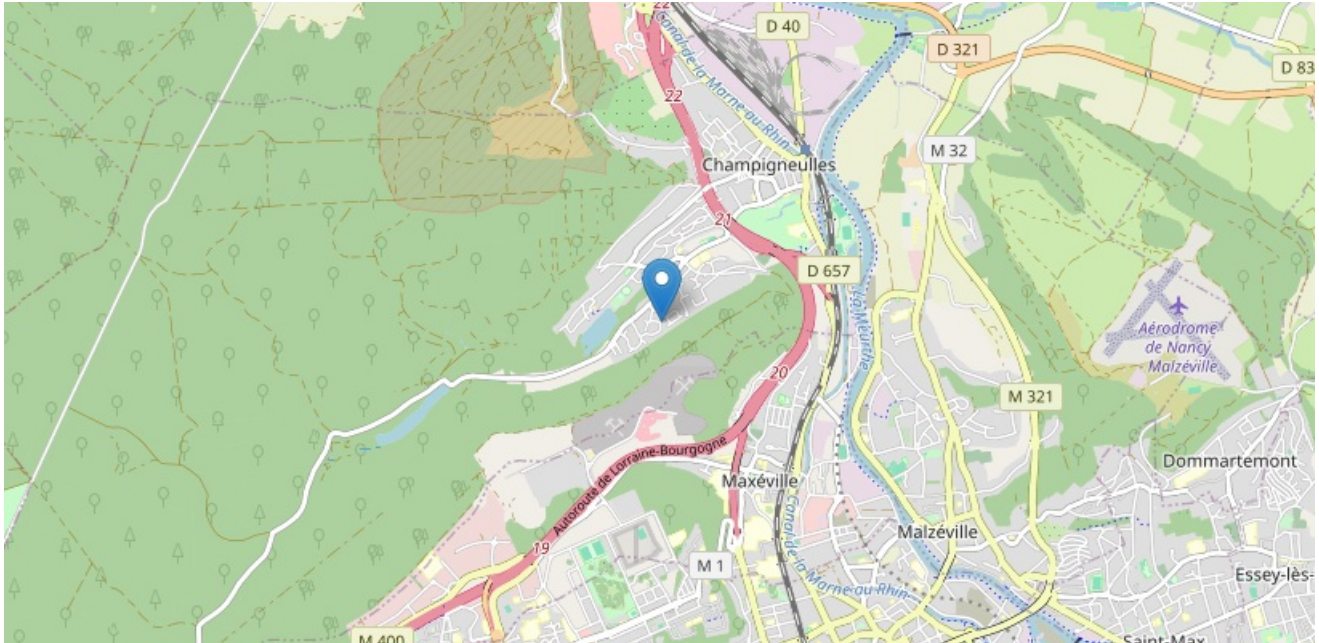 22
Canal de la Marne au Rhin
D 40
D 321
D 83
22
Champigneulles
M 32
21
D 657
La Meurthe
Aérodrome
de Nancy
Malzéville
20
M 321
Autoroute de Lorraine-Bourgogne
Maxéville
Dommartemont
Canal de la Marne au Rhin
Malzéville
19
M 1
Essey-lès-
M 400
Saint-Max